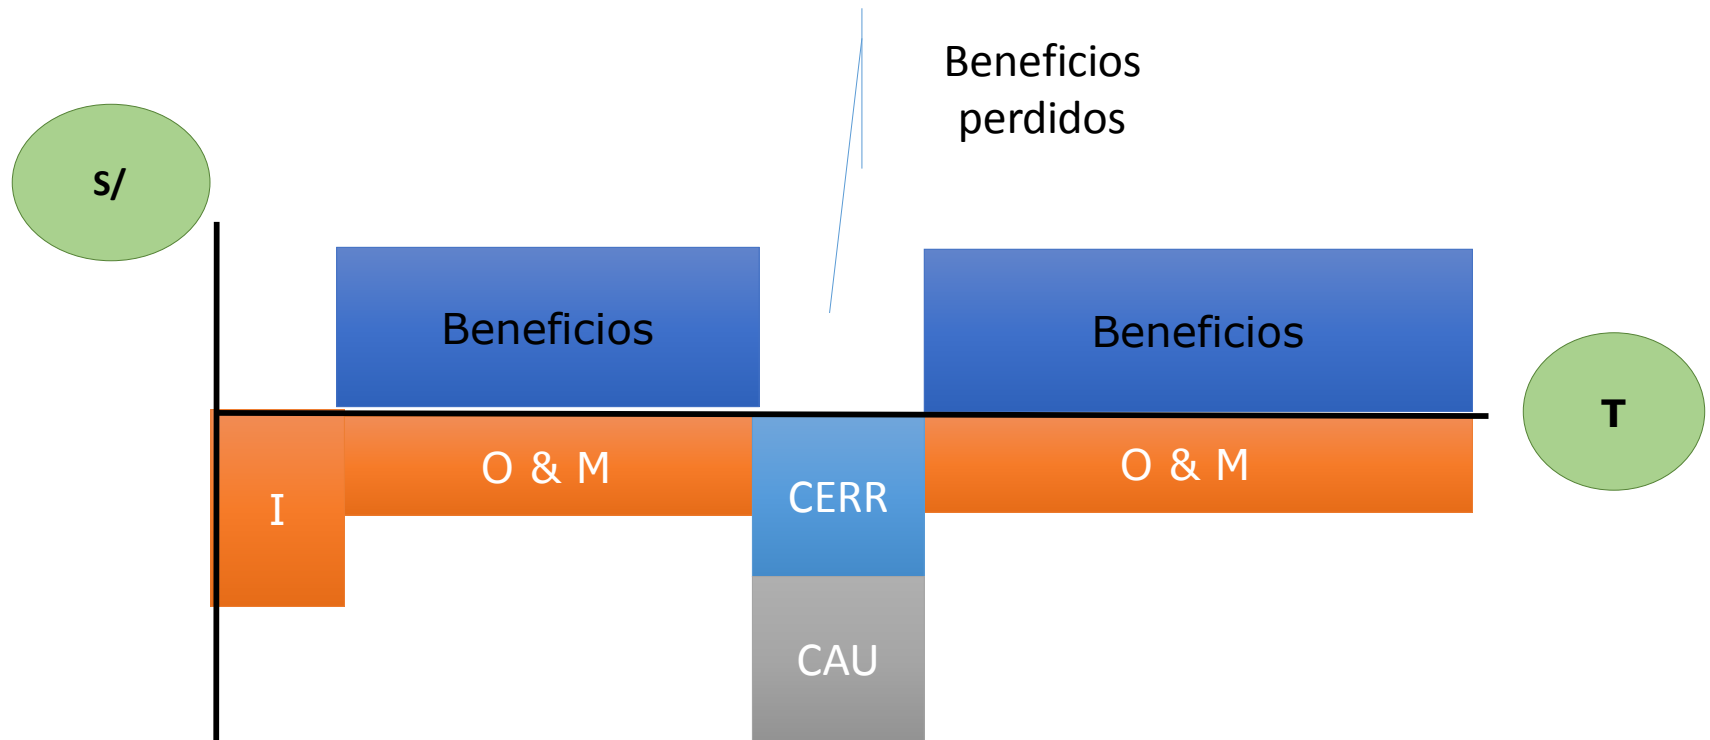 Beneficios
perdidos
S/
Beneficios
Beneficios
T
I
O & M
CERR
O & M
CAU